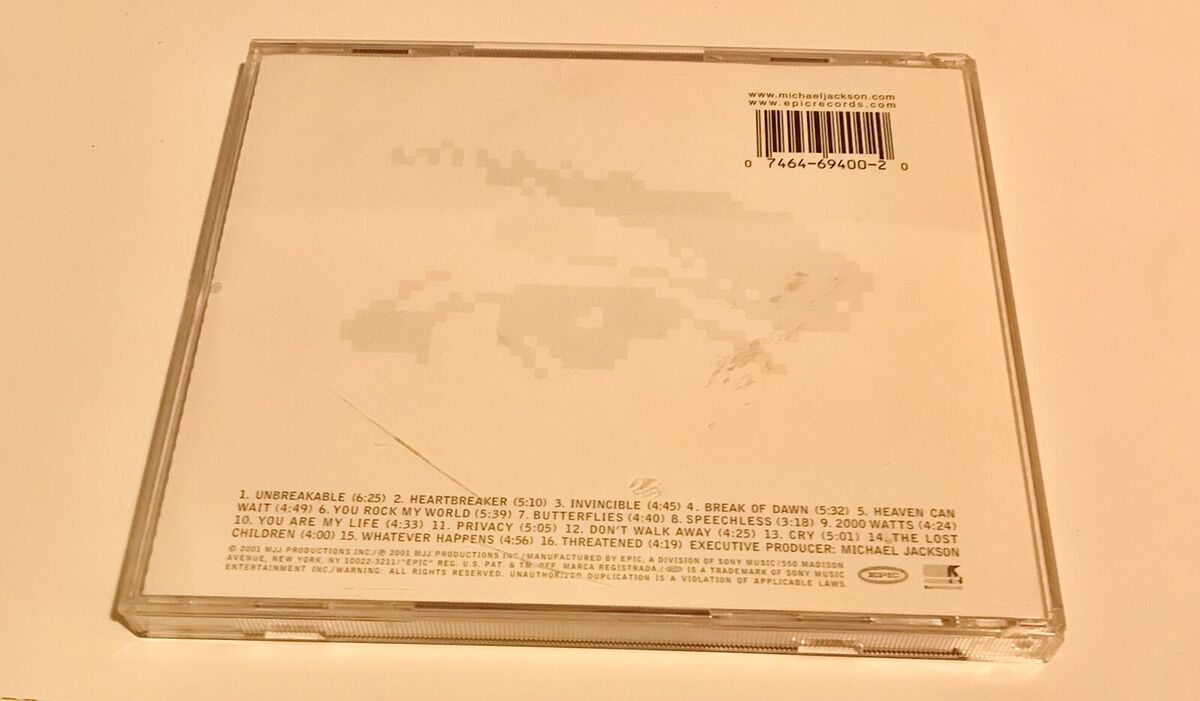 www.michaeljackson.com
www.epicrecords.com
0 7464-69400-2 0
1. UNBREAKABLE (6:25) 2. HEARTBREAKER (5:10) 3. INVINCIBLE (4:45) 4. BREAK OF DAWN (5:32) 5. HEAVEN CAN
WAIT (4:49) 6. YOU ROCK MY WORLD (5:39) 7. BUTTERFLIES (4:40) 8. SPEECHLESS (3:18) 9. 2000 WATTS (4:24)
10. YOU ARE MY LIFE (4:33) 11. PRIVACY (5:05) 12. DON'T WALK AWAY (4:25) 13. CRY (5:01) 14. THE LOST
CHILDREN (4:00) 15. WHATEVER HAPPENS (4:56) 16. THREATENED (4:19) EXECUTIVE PRODUCER: MICHAEL JACKSON
© 2001 MJJ PRODUCTIONS INC./℗ 2001 MJJ PRODUCTIONS INC./MANUFACTURED BY EPIC, A DIVISION OF SONY MUSIC/550 MADISON
AVENUE, NEW YORK, NY 10022-3211/"EPIC" REG. U.S. PAT. & TM. OFF. MARCA REGISTRADA./ IS A TRADEMARK OF SONY MUSIC
ENTERTAINMENT INC./WARNING: ALL RIGHTS RESERVED. UNAUTHORIZED DUPLICATION IS A VIOLATION OF APPLICABLE LAWS.
EPIC